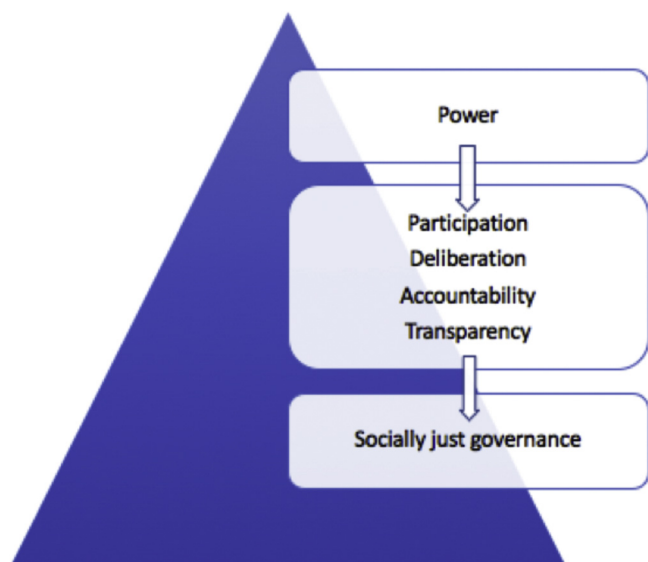 Power
Participation
Deliberation
Accountability
Transparency
Socially just governance